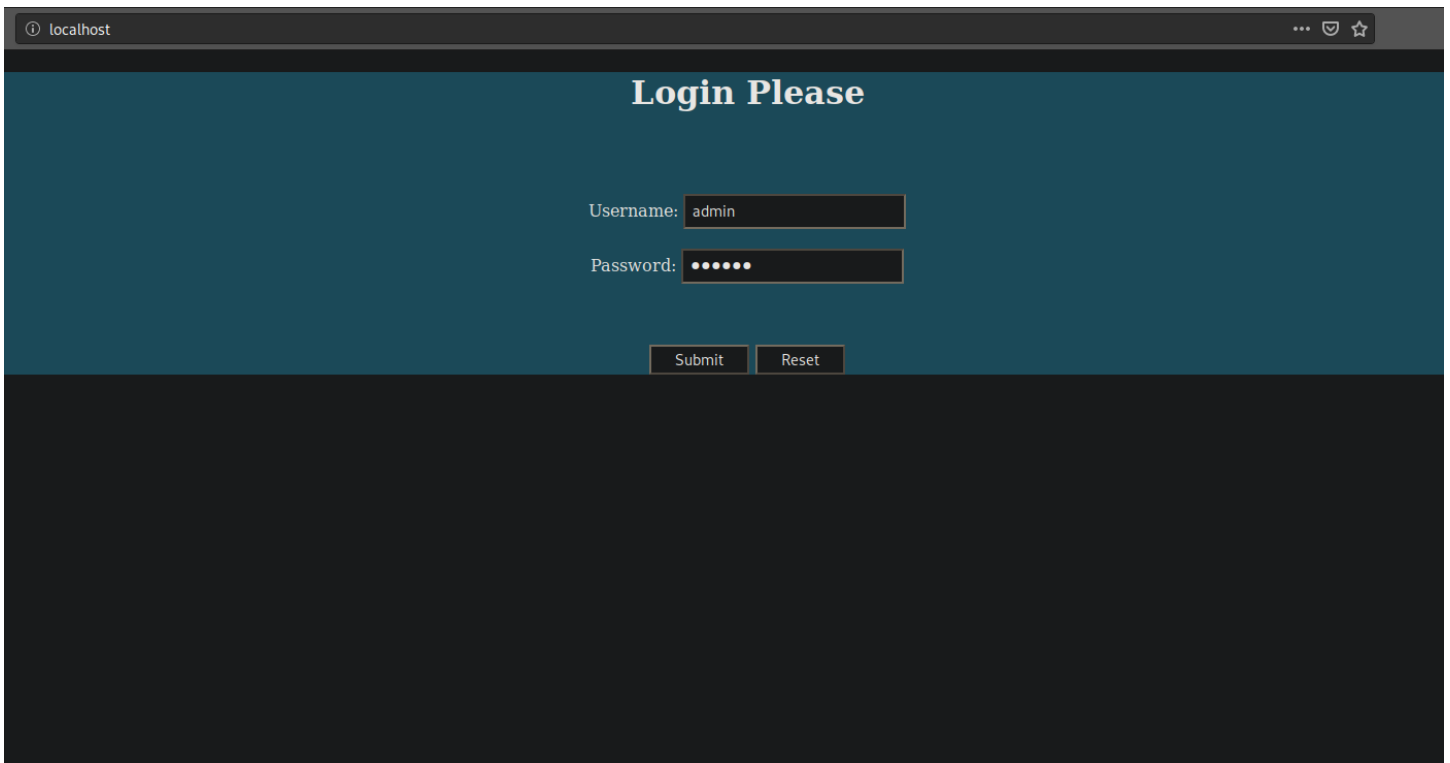 localhost
Login Please
Username: admin
Password: ••••••
Submit Reset